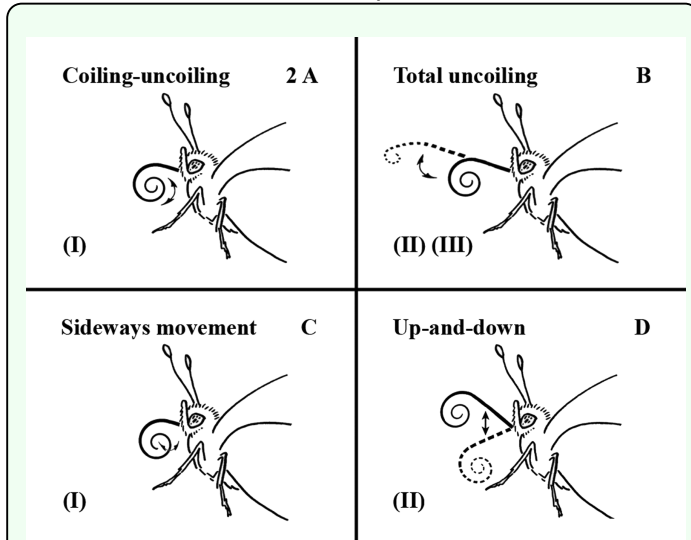 Coiling-uncoiling 2 A
Total uncoiling B
(I)
(II) (III)
Sideways movement C
Up-and-down D
(I)
(II)